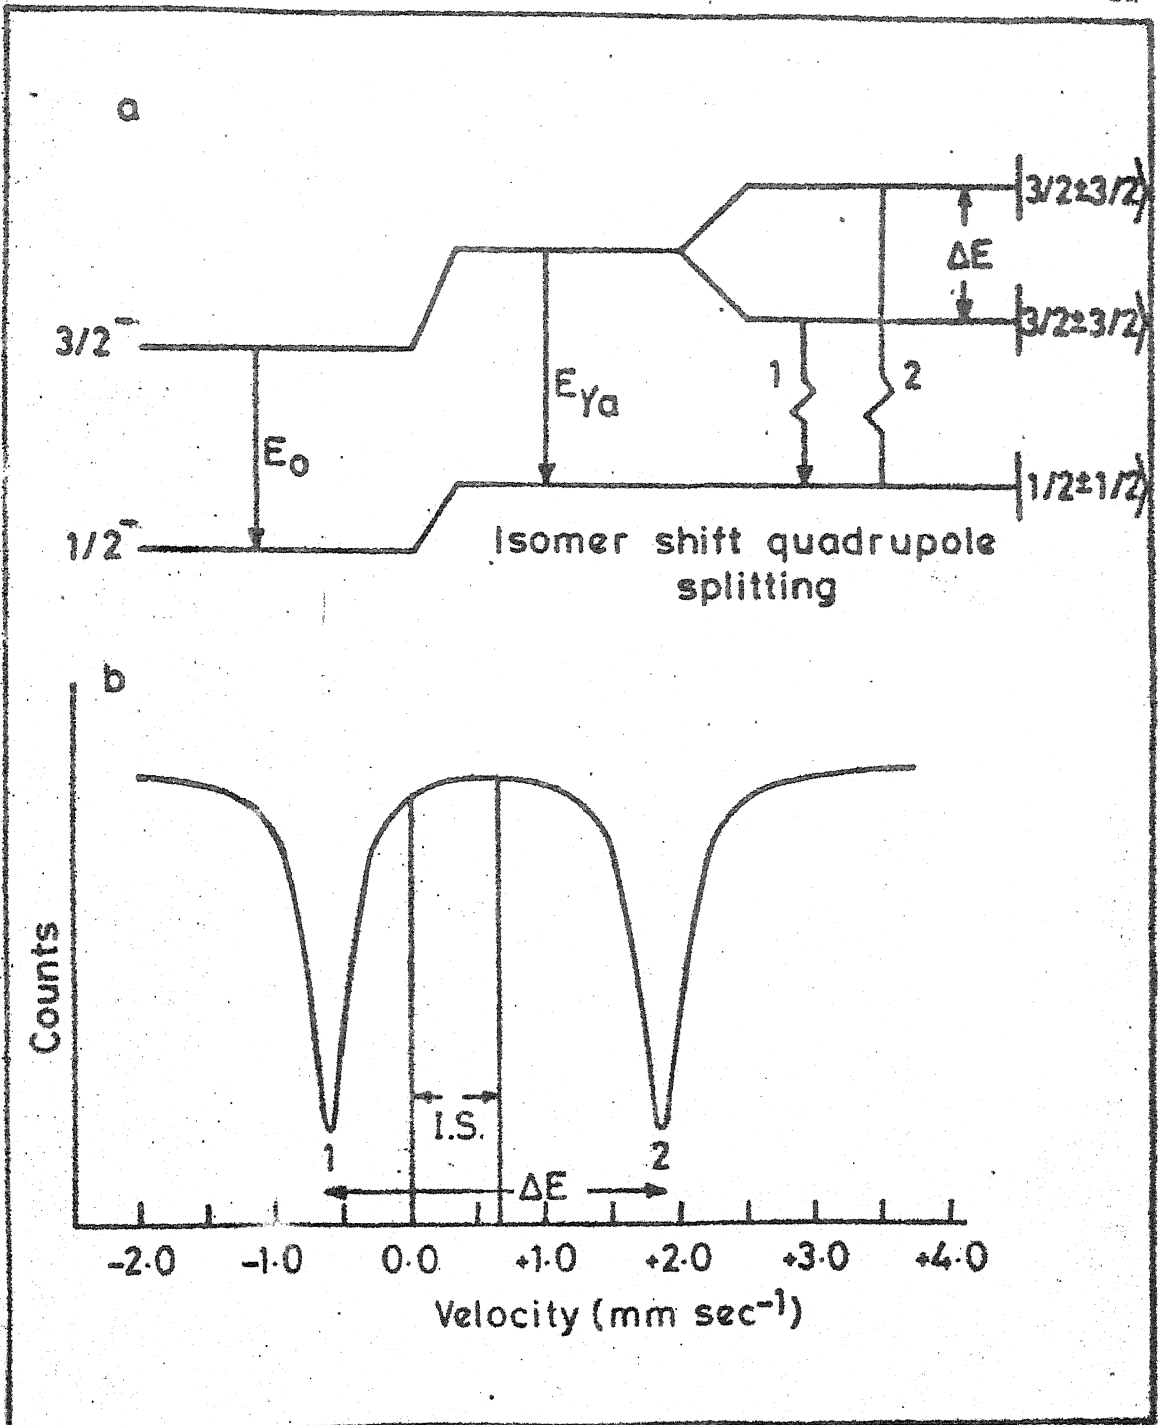 a
|3/2±3/2⟩
ΔE
3/2⁻
|3/2±3/2⟩
1
2
Eγa
E₀
|1/2±1/2⟩
1/2⁻
Isomer shift quadrupole
splitting
b
Counts
I.S.
1
2
ΔE
-2.0 -1.0 0.0 +1.0 +2.0 +3.0 +4.0
Velocity (mm sec⁻¹)